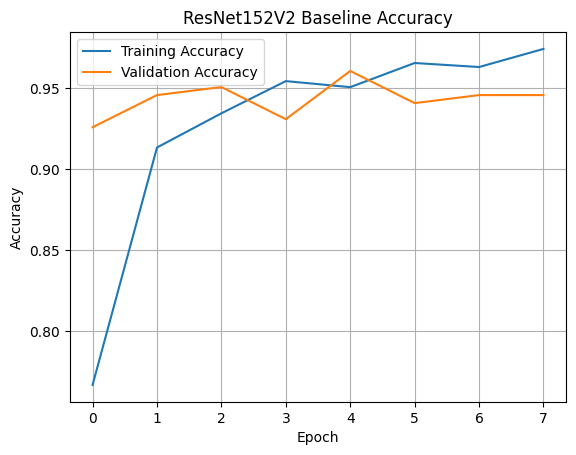 ResNet152V2 Baseline Accuracy
Training Accuracy
Validation Accuracy
Accuracy
0.95
0.90
0.85
0.80
0 1 2 3 4 5 6 7
Epoch